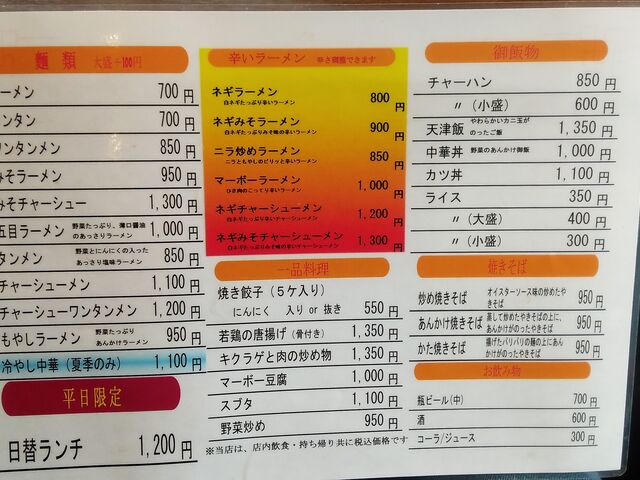 麺類 大盛+100円
ーメン 700円
ンタン 700円
ワンタンメン 850円
みそラーメン 950円
みそチャーシュー 1,300円
五目ラーメン 野菜たっぷり、薄口醤油
のあっさりラーメン 1,000円
タンメン 野菜とにんにくの入った
あっさり塩味ラーメン 850円
チャーシューメン 1,100円
チャーシューワンタンメン 1,200円
もやしラーメン 野菜たっぷり
あんかけラーメン 950円
冷やし中華(夏季のみ) 1,100円
平日限定
日替ランチ 1,200円
辛いラーメン ※辛さ調整できます
ネギラーメン 800円
白ネギたっぷり辛いラーメン
ネギみそラーメン 900円
白ネギたっぷりみそ味の辛いラーメン
ニラ炒めラーメン 850円
ニラともやしのピリッと辛いラーメン
マーボーラーメン 1,000円
ひき肉のこってり辛いラーメン
ネギチャーシューメン 1,200円
白ネギたっぷり辛いチャーシューメン
ネギみそチャーシューメン 1,300円
白ネギたっぷりみそ味の辛いチャーシューメン
一品料理
焼き餃子(5ケ入り)
にんにく 入り or 抜き 550円
若鶏の唐揚げ(骨付き) 1,350円
キクラゲと肉の炒め物 1,350円
マーボー豆腐 1,000円
スブタ 1,100円
野菜炒め 950円
※当店は、店内飲食・持ち帰り共に税込価格です
御飯物
チャーハン 850円
〃(小盛) 600円
天津飯 やわらかいカニ玉が
のったご飯 1,350円
中華丼 野菜のあんかけ御飯 1,000円
カツ丼 1,100円
ライス 350円
〃(大盛) 400円
〃(小盛) 300円
焼きそば
炒め焼きそば オイスターソース味の炒めたや
きそば 950円
あんかけ焼きそば 蒸して炒めたやきそばの上に、
あんかけがのったやきそば 950円
かた焼きそば 揚げたパリパリの麺の上にあん
かけがのったやきそば 950円
お飲み物
瓶ビール(中) 700円
酒 600円
コーラ/ジュース 300円